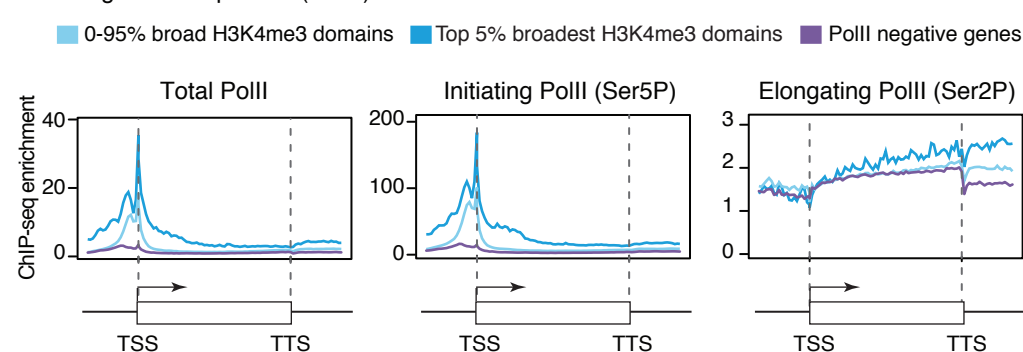 0-95% broad H3K4me3 domains Top 5% broadest H3K4me3 domains PolII negative genes
Total PolII Initiating PolII (Ser5P) Elongating PolII (Ser2P)
ChIP-seq enrichment
40 20 0
200 100 0
3 2 1 0
TSS TTS TSS TTS TSS TTS